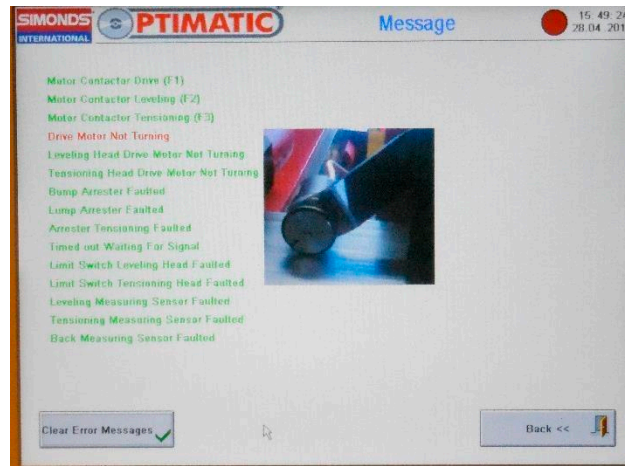 SIMONDS
INTERNATIONAL
OPTIMATIC
Message
15:49:24
28.04.201
Motor Contactor Drive (F1)
Motor Contactor Leveling (F2)
Motor Contactor Tensioning (F3)
Drive Motor Not Turning
Leveling Head Drive Motor Not Turning
Tensioning Head Drive Motor Not Turning
Bump Arrester Faulted
Lump Arrester Faulted
Arrester Tensioning Faulted
Timed out Waiting For Signal
Limit Switch Leveling Head Faulted
Limit Switch Tensioning Head Faulted
Leveling Measuring Sensor Faulted
Tensioning Measuring Sensor Faulted
Back Measuring Sensor Faulted
Clear Error Messages
Back <<